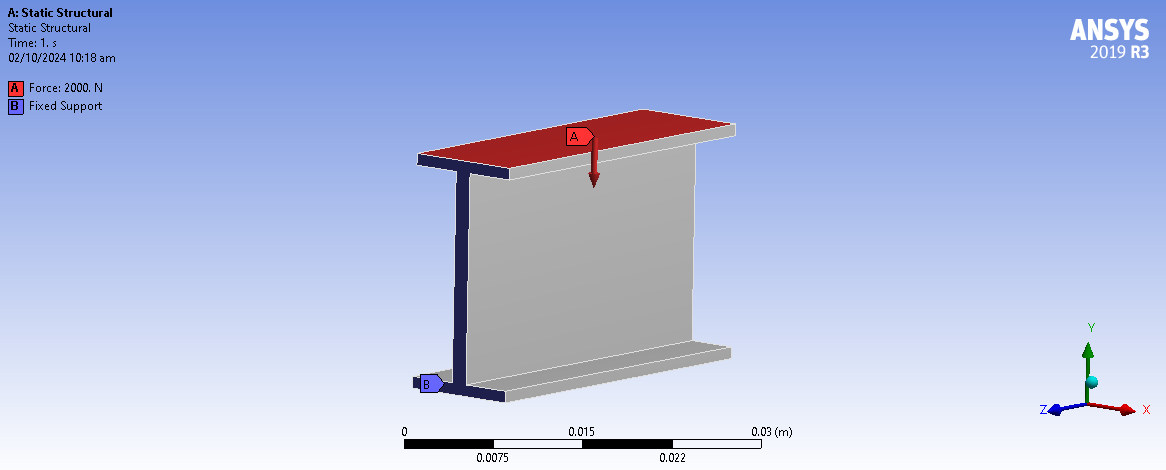 A: Static Structural
Static Structural
Time: 1. s
02/10/2024 10:18 am
A Force: 2000. N
B Fixed Support
ANSYS
2019 R3
A
B
Y
Z
X
0
0.015
0.03 (m)
0.0075
0.022